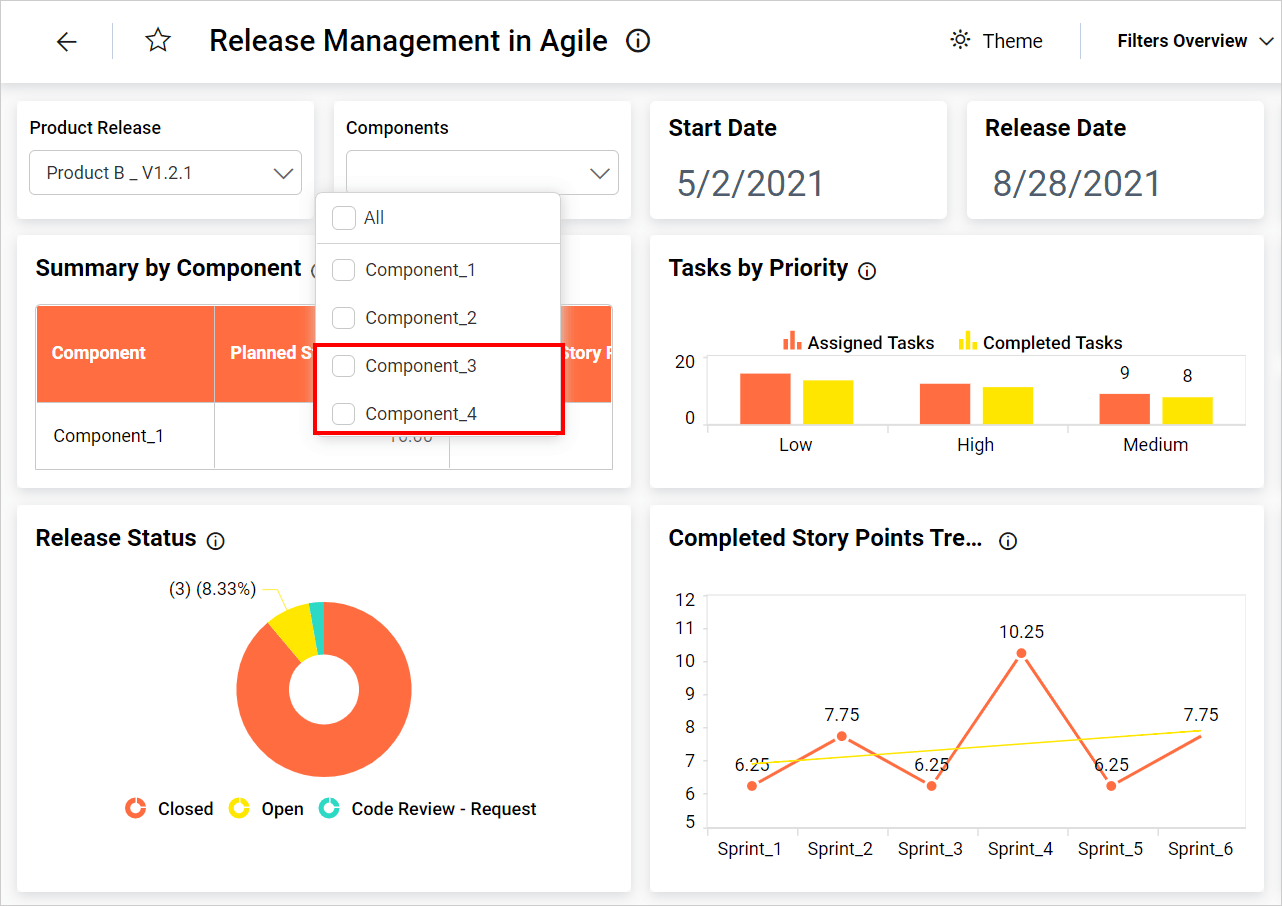 Release Management in Agile
Theme
Filters Overview
Product Release
Product B _ V1.2.1
Components
All
Component_1
Component_2
Component_3
Component_4
Start Date
5/2/2021
Release Date
8/28/2021
Summary by Component
Component
Planned
Story
Component_1
10.00
Tasks by Priority
Assigned Tasks
Completed Tasks
20
0
9
8
Low
High
Medium
Release Status
(3) (8.33%)
Closed
Open
Code Review - Request
Completed Story Points Tre...
12
11
10
9
8
7
6
5
6.25
7.75
6.25
10.25
6.25
7.75
Sprint_1
Sprint_2
Sprint_3
Sprint_4
Sprint_5
Sprint_6